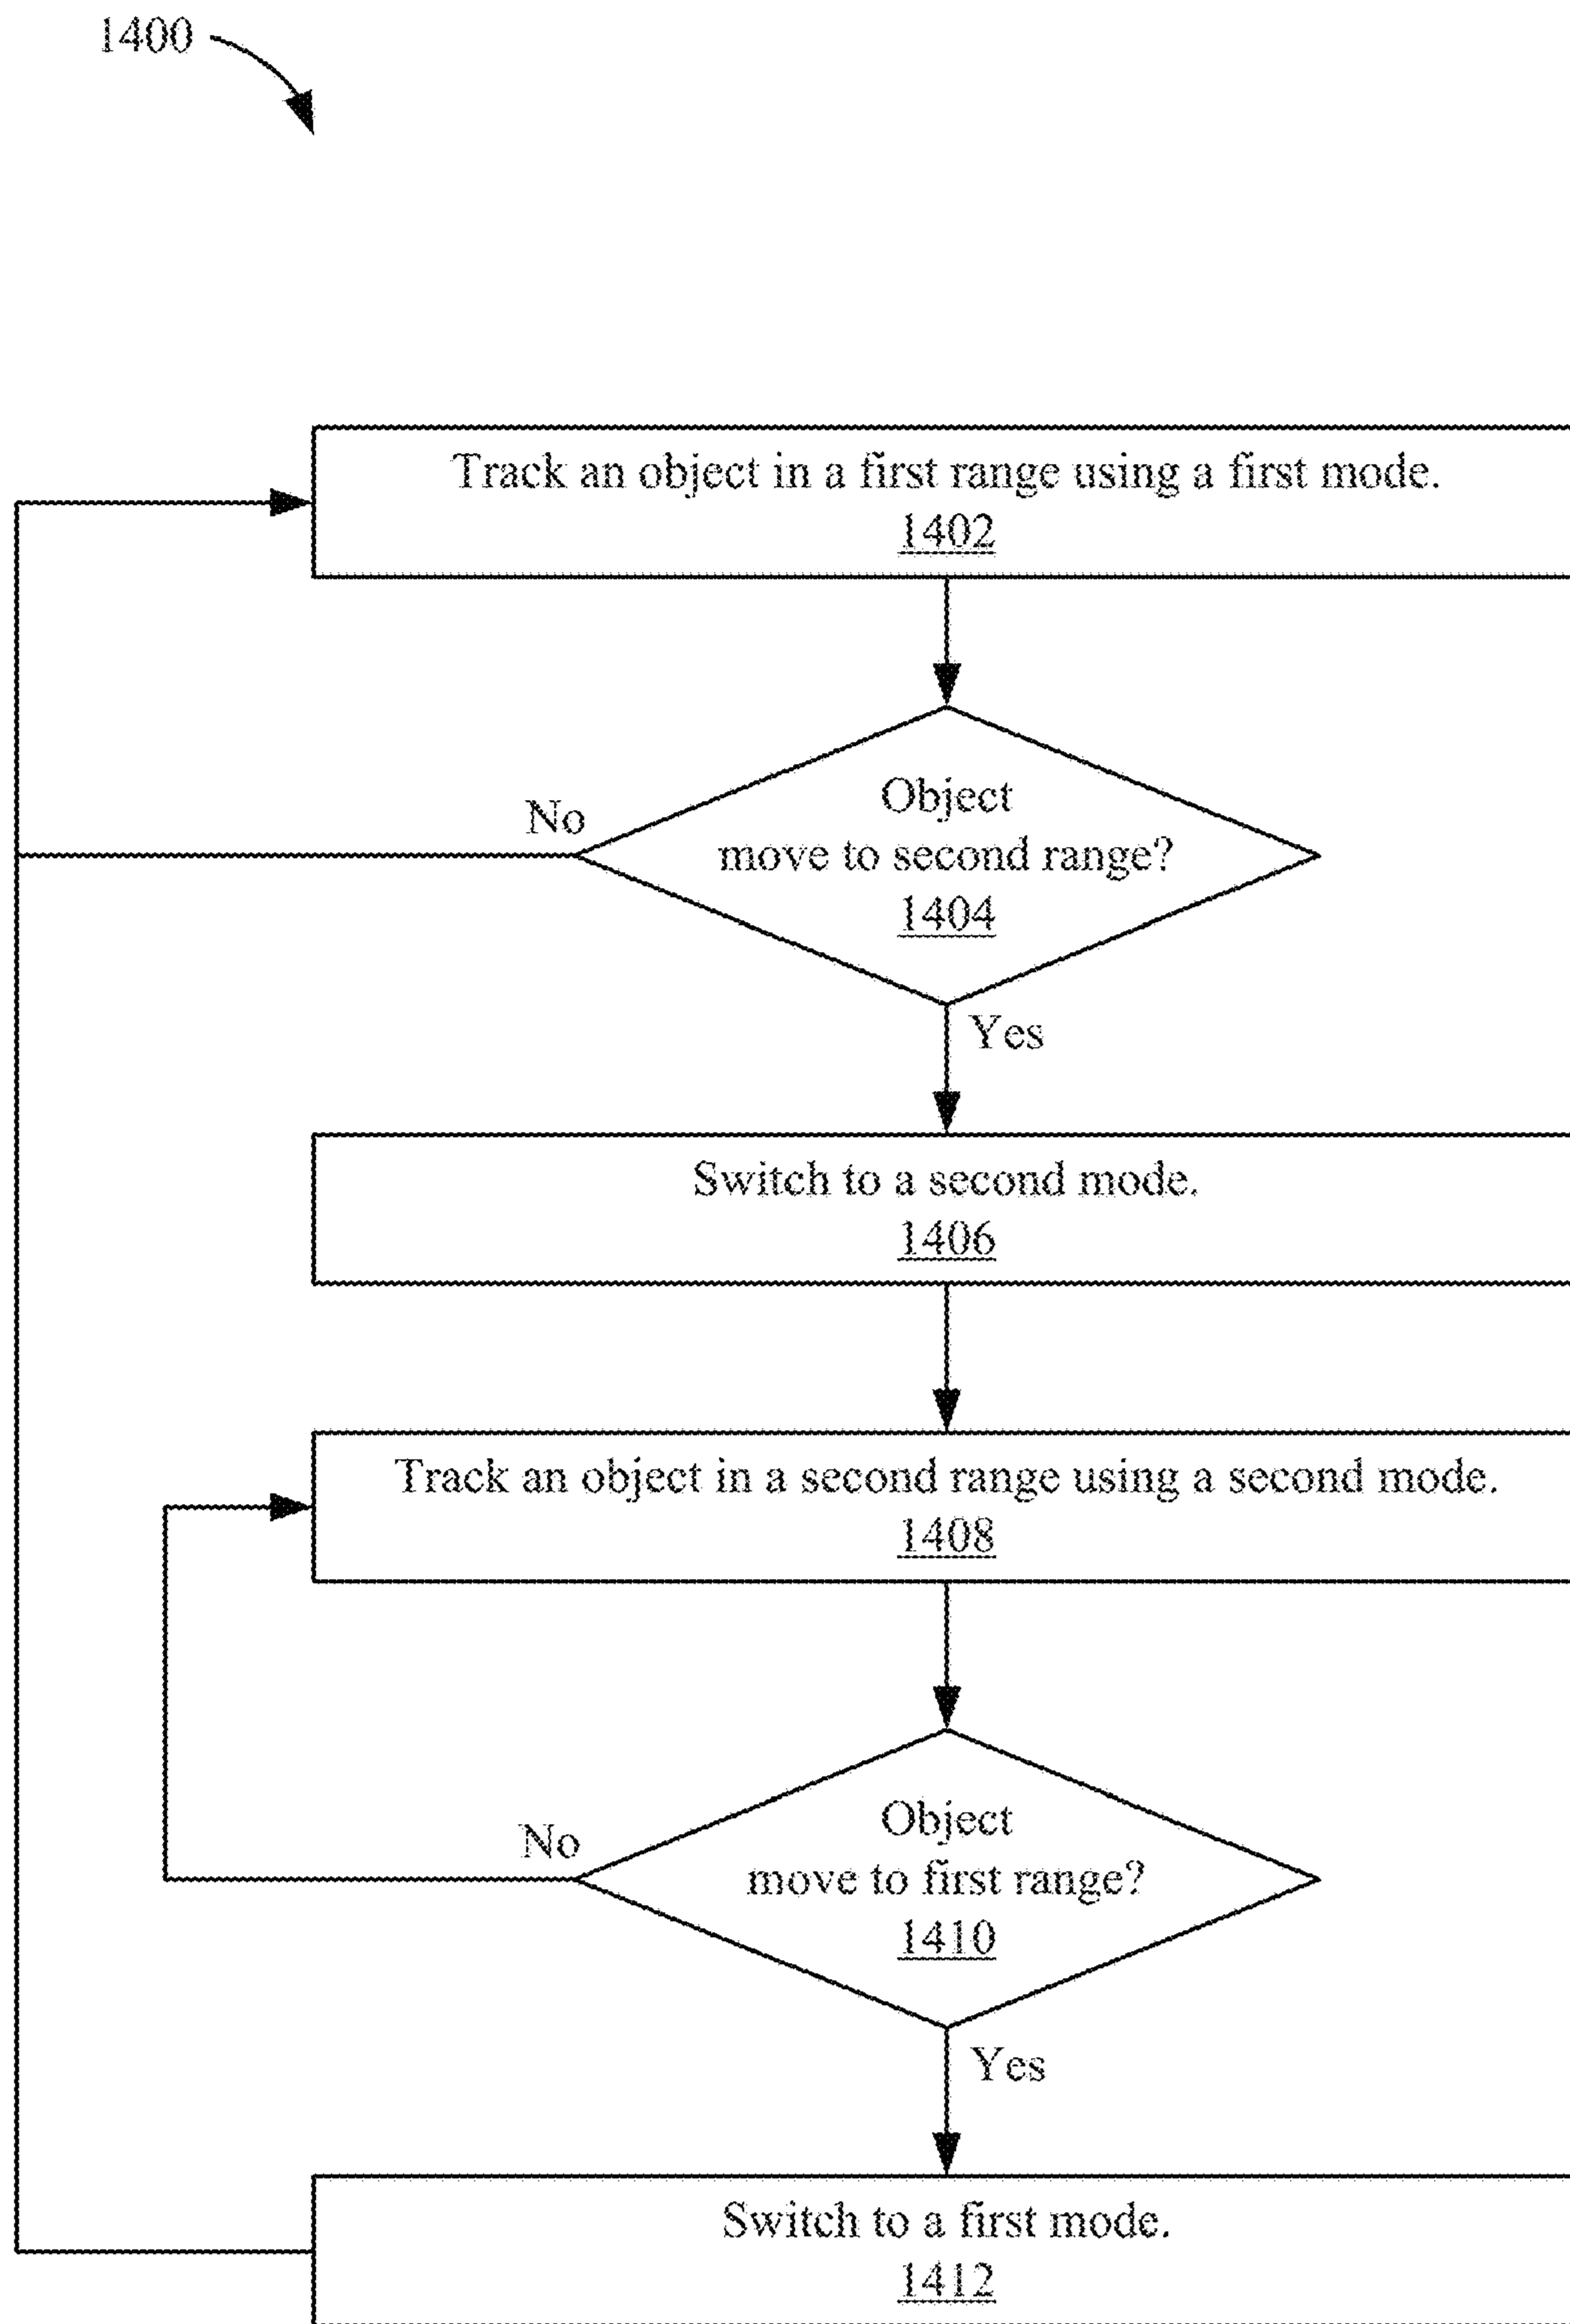 1400
Track an object in a first range using a first mode.
1402
Object
move to second range?
1404
No
Yes
Switch to a second mode.
1406
Track an object in a second range using a second mode.
1408
Object
move to first range?
1410
No
Yes
Switch to a first mode.
1412